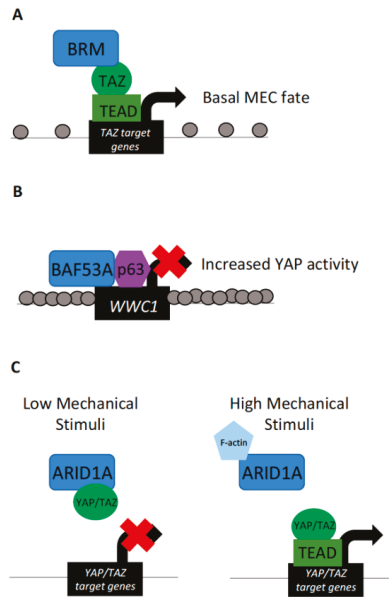 A
BRM
TAZ
TEAD
TAZ target
genes
Basal MEC fate
B
BAF53A
p63
WWC1
Increased YAP activity
C
Low Mechanical
Stimuli
ARID1A
YAP/TAZ
YAP/TAZ
target genes
High Mechanical
Stimuli
F-actin
ARID1A
YAP/TAZ
TEAD
YAP/TAZ
target genes